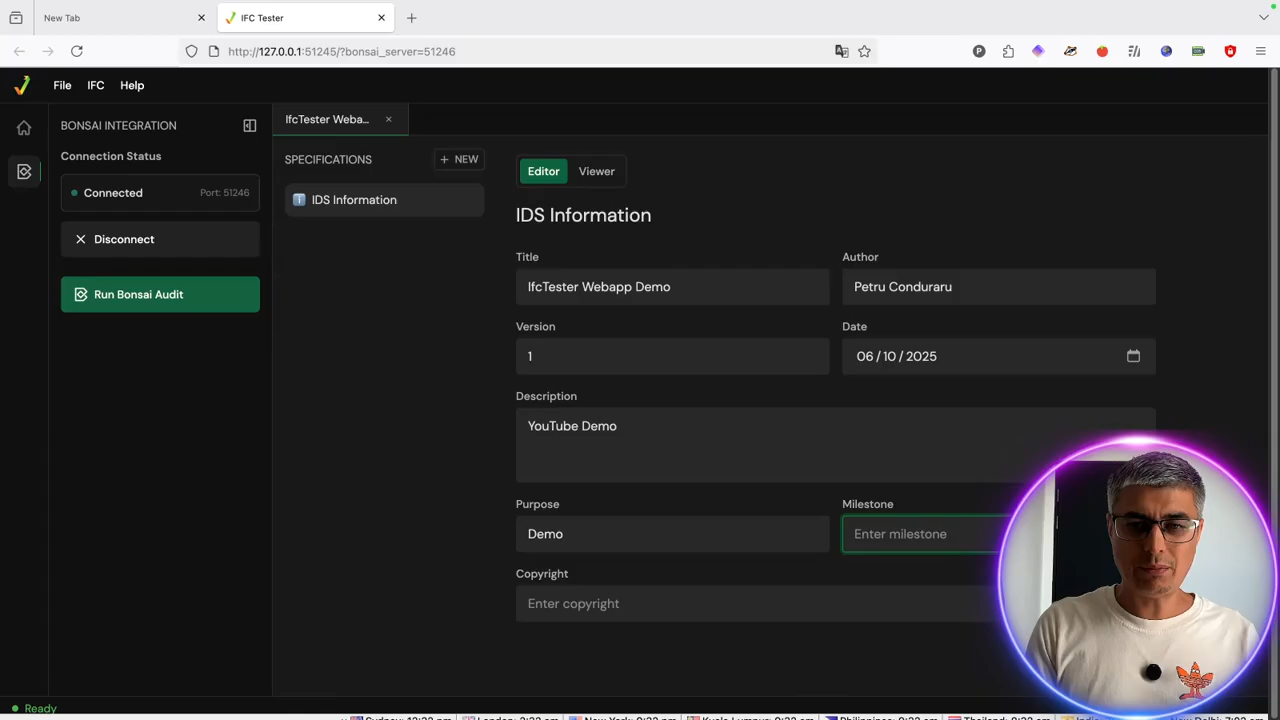 New Tab
IFC Tester
http://127.0.0.1:51245/?bonsai_server=51246
File IFC Help
BONSAI INTEGRATION
Connection Status
Connected Port: 51246
Disconnect
Run Bonsai Audit
IfcTester Weba...
SPECIFICATIONS
+ NEW
IDS Information
Editor Viewer
IDS Information
Title
IfcTester Webapp Demo
Author
Petru Conduraru
Version
1
Date
06 / 10 / 2025
Description
YouTube Demo
Purpose
Demo
Milestone
Enter milestone
Copyright
Enter copyright
Ready